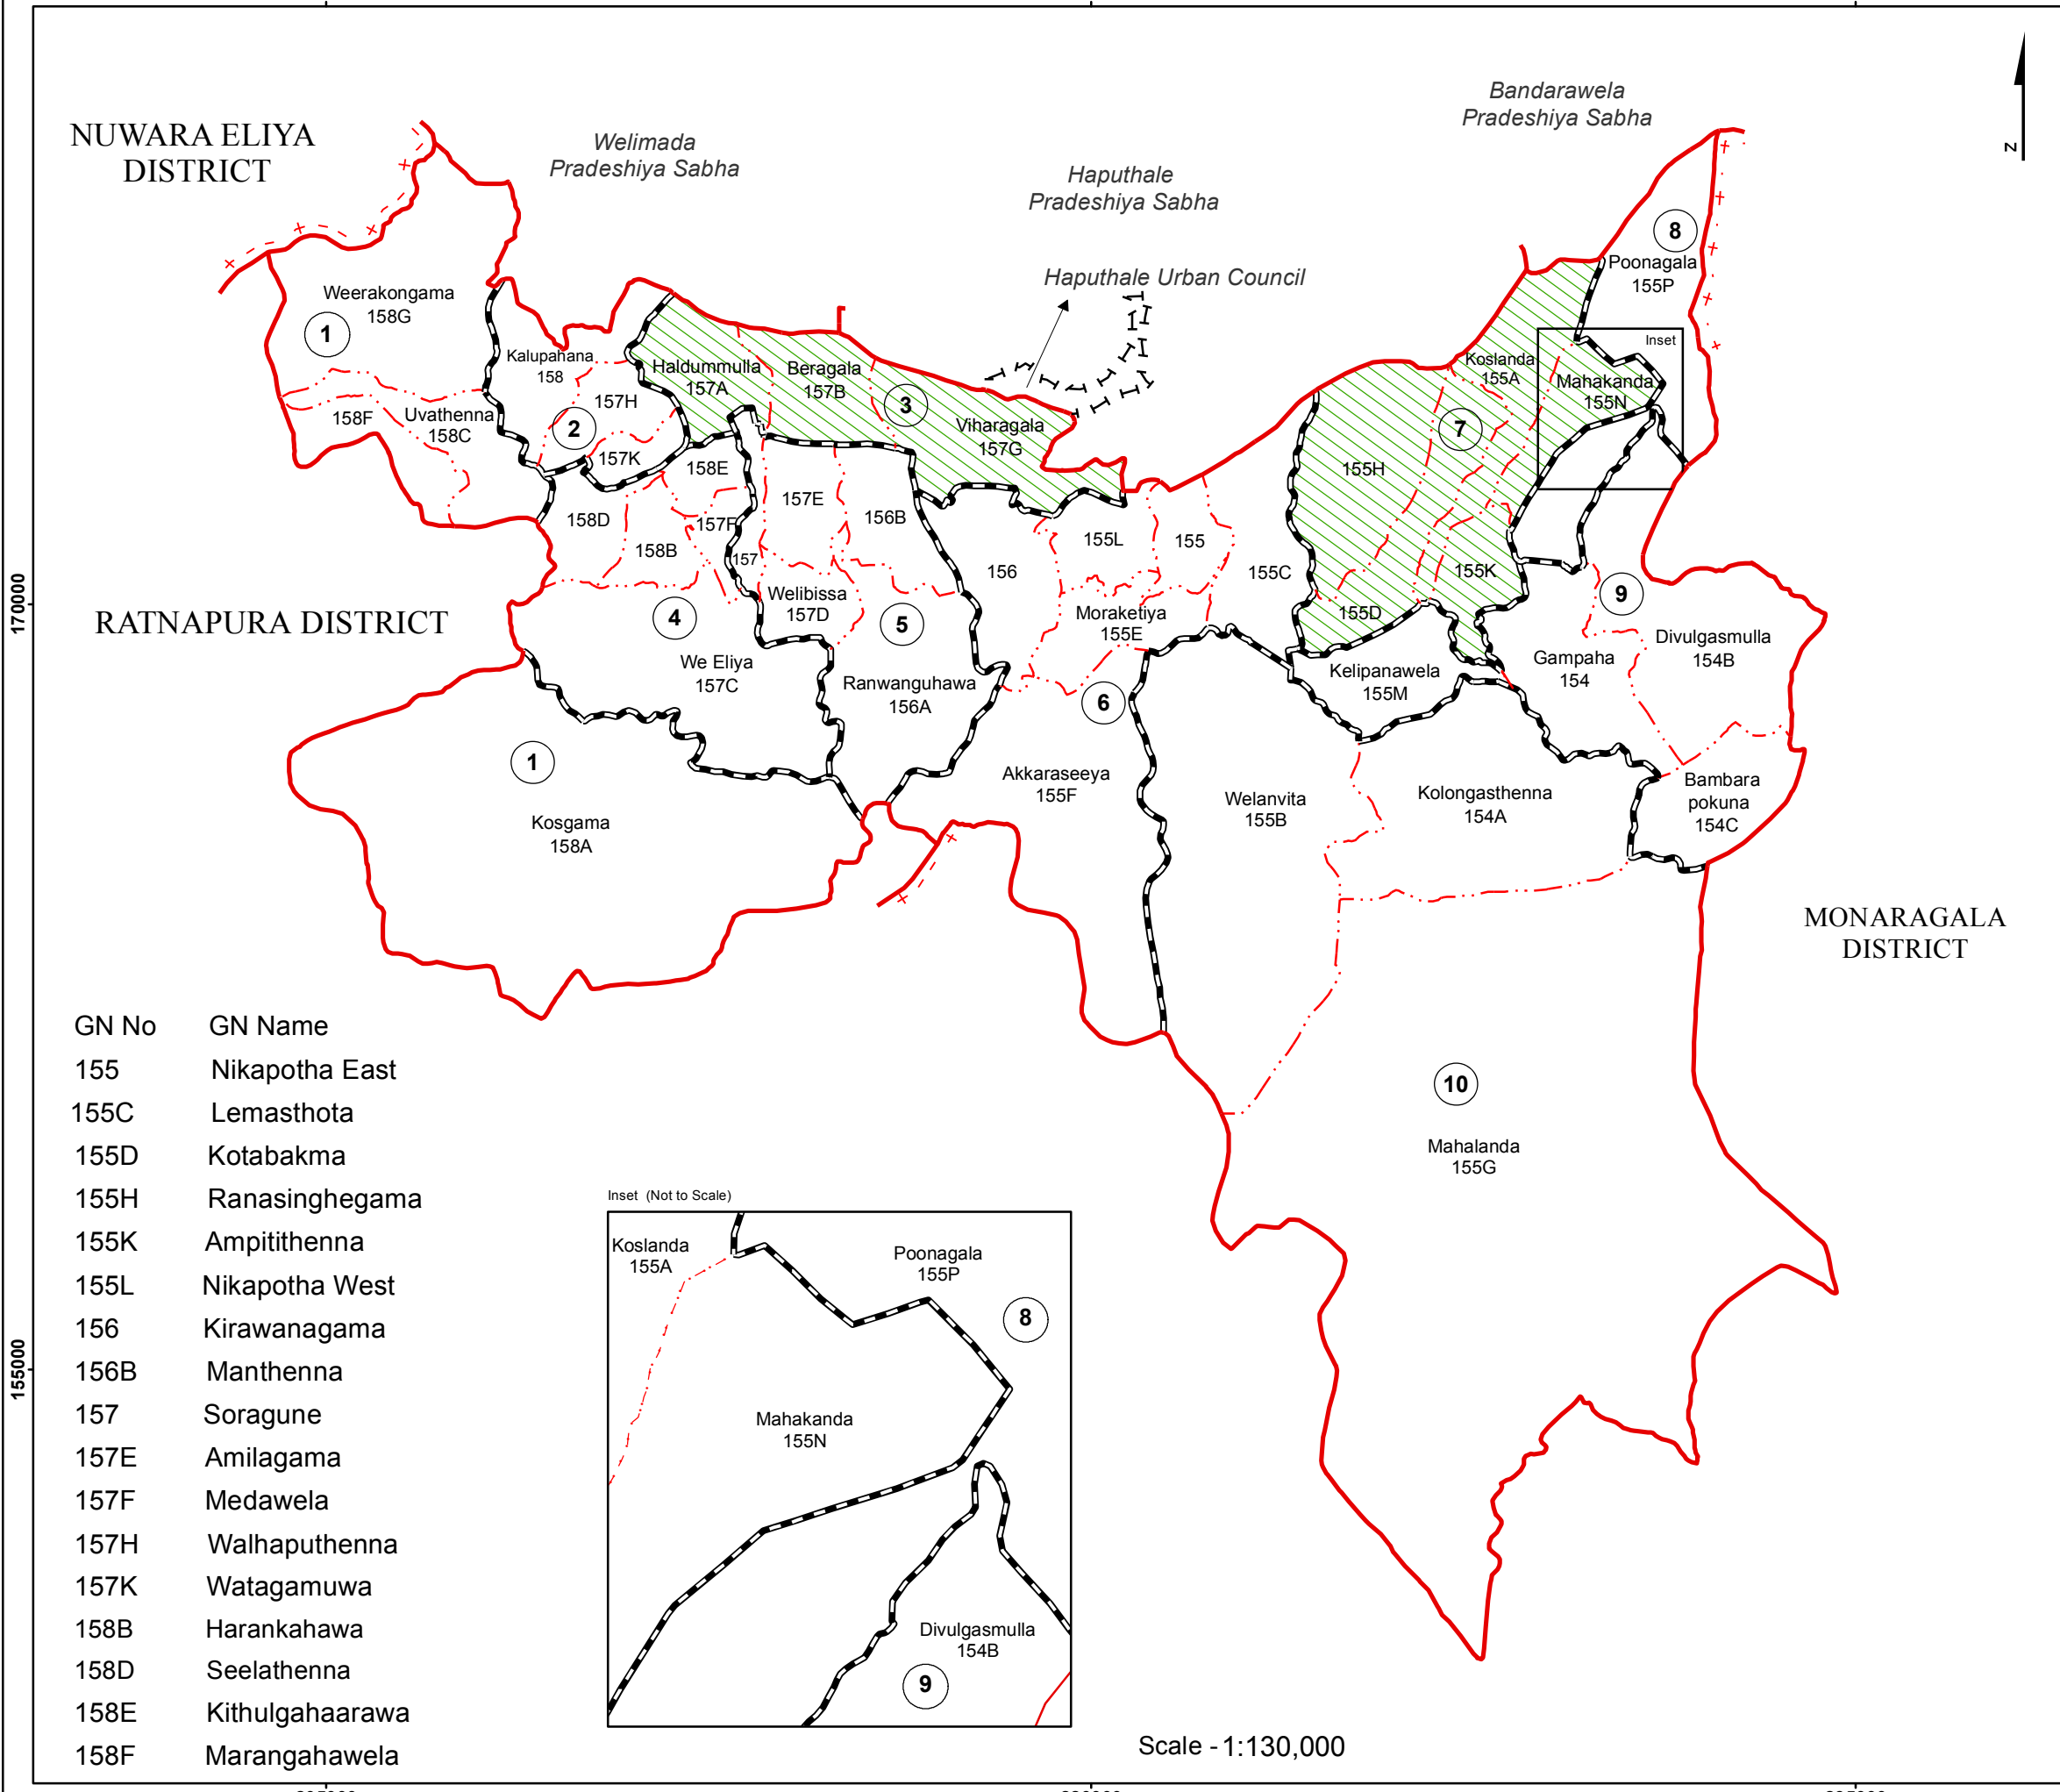 NUWARA ELIYA
DISTRICT
Welimada
Pradeshiya Sabha
Haputhale
Pradeshiya Sabha
Bandarawela
Pradeshiya Sabha
N
Haputhale Urban Council
8
Poonagala
155P
Weerakongama
158G
1
Kalupahana
158
Haldummulla
157A
Beragala
157B
3
Viharagala
157G
Koslanda
155A
Inset
Mahakanda
155N
7
158F
Uvathenna
158C
157H
2
157K
158E
155H
158D
158B
157F
157
157E
156B
156
155L
155
155C
155K
155D
170000
RATNAPURA DISTRICT
4
Welibissa
157D
5
Moraketiya
155E
9
Divulgasmulla
154B
Gampaha
154
We Eliya
157C
Ranwanguhawa
156A
6
Kelipanawela
155M
1
Kosgama
158A
Akkaraseeya
155F
Welanvita
155B
Kolongasthenna
154A
Bambara
pokuna
154C
MONARAGALA
DISTRICT
10
Mahalanda
155G
GN No GN Name
155 Nikapotha East
155C Lemasthota
155D Kotabakma
155H Ranasinghegama
155K Ampitithenna
155L Nikapotha West
156 Kirawanagama
156B Manthenna
157 Soragune
157E Amilagama
157F Medawela
157H Walhaputhenna
157K Watagamuwa
158B Harankahawa
158D Seelathenna
158E Kithulgahaarawa
158F Marangahawela
155000
Inset (Not to Scale)
Koslanda
155A
Poonagala
155P
8
Mahakanda
155N
Divulgasmulla
154B
9
Scale - 1:130,000